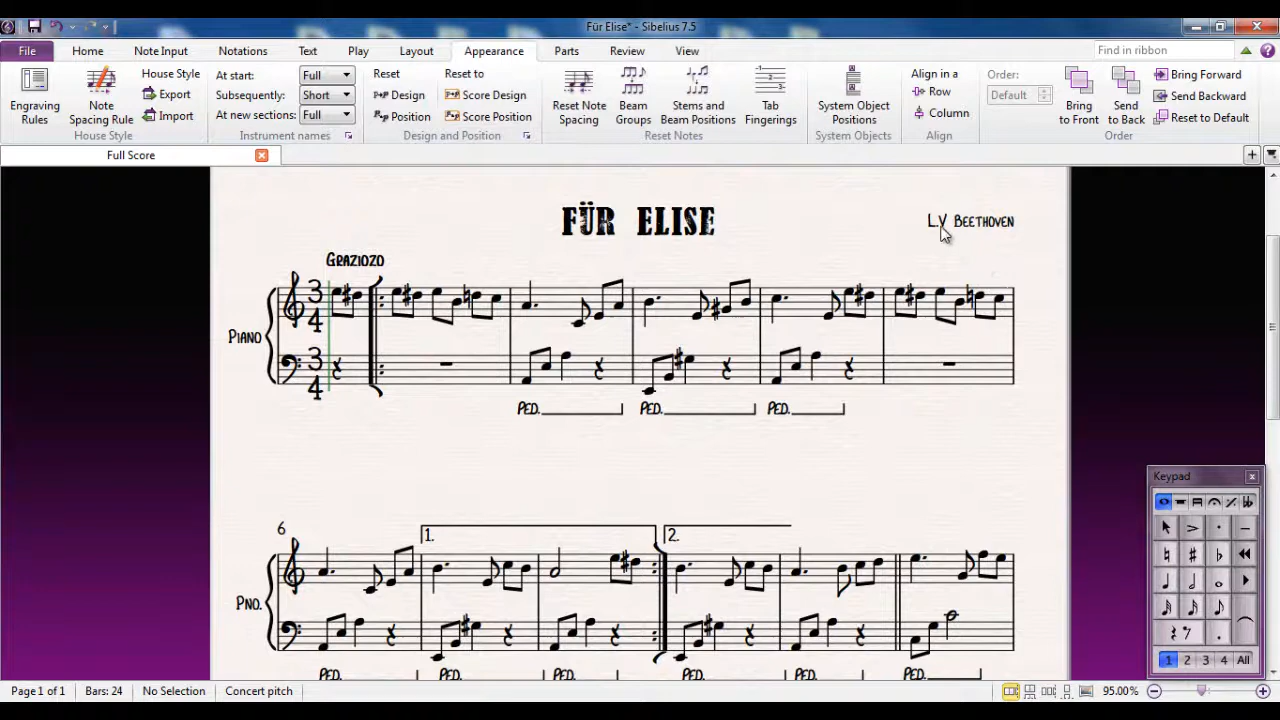 Für Elise* - Sibelius 7.5
File Home Note Input Notations Text Play Layout Appearance Parts Review View Find in ribbon
Engraving Rules
Note Spacing Rule
House Style
Export
Import
House Style
At start: Full
Subsequently: Short
At new sections: Full
Instrument names
Reset
Design
Position
Reset to
Score Design
Score Position
Design and Position
Reset Note Spacing
Beam Groups
Stems and Beam Positions
Tab Fingerings
Reset Notes
System Object Positions
System Objects
Align in a
Row
Column
Align
Order:
Default
Bring to Front
Send to Back
Bring Forward
Send Backward
Reset to Default
Order
Full Score
FÜR ELISE
L.V BEETHOVEN
GRAZIOZO
PIANO
3 4
3 4
PED. PED. PED.
6
1. 2.
PNO.
PED. PED. PED. PED. PED.
Keypad
1 2 3 4 All
Page 1 of 1 Bars: 24 No Selection Concert pitch 95.00%